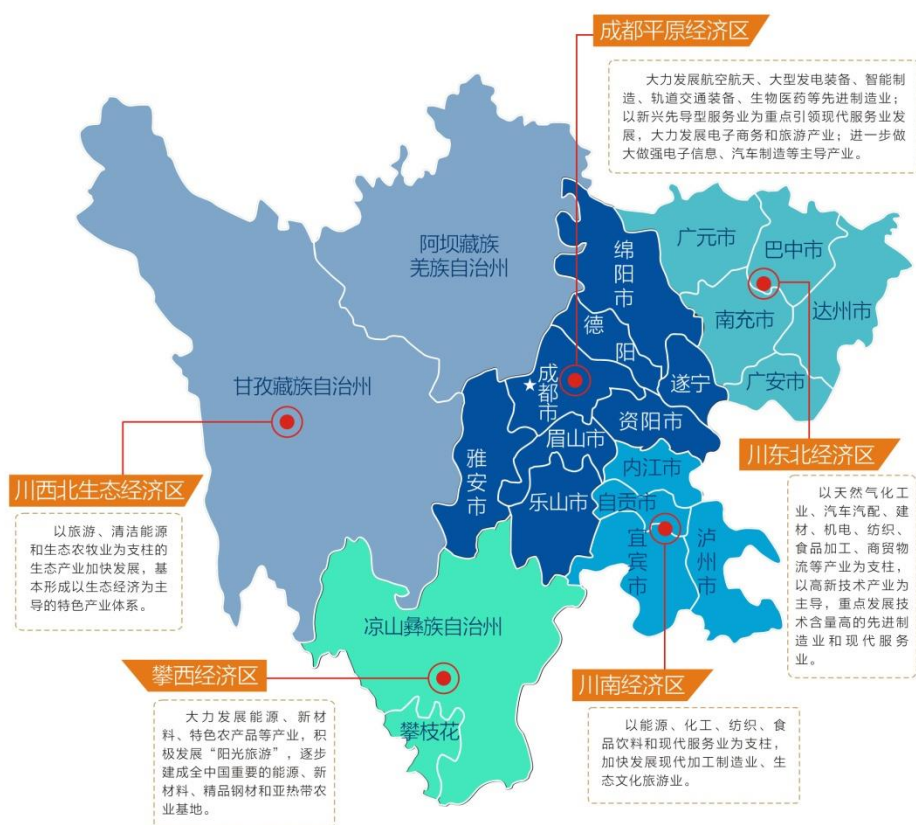 成都平原经济区
大力发展航空航天、大型发电装备、智能制
造、轨道交通装备、生物医药等先进制造业；
以新兴先导型服务业为重点引领现代服务业发
展，大力发展电子商务和旅游产业；进一步做
大做强电子信息、汽车制造等主导产业。
阿坝藏族
羌族自治州
绵阳市
广元市
巴中市
达州市
南充市
广安市
德阳
遂宁
成都市
资阳市
眉山市
甘孜藏族自治州
雅安市
乐山市
内江市
自贡市
宜宾市
泸州市
川西北生态经济区
以旅游、清洁能源
和生态农牧业为支柱的
生态产业加快发展，基
本形成以生态经济为主
导的特色产业体系。
川东北经济区
以天然气化工
业、汽车汽配、建
材、机电、纺织、
食品加工、商贸物
流等产业为支柱，
以高新技术产业为
主导，重点发展技
术含量高的先进制
造业和现代服务
业。
凉山彝族自治州
攀枝花
攀西经济区
大力发展能源、新材
料、特色农产品等产业，积
极发展“阳光旅游”，逐步
建成全中国重要的能源、新
材料、精品钢材和亚热带农
业基地。
川南经济区
以能源、化工、纺织、食
品饮料和现代服务业为支柱，
加快发展现代加工制造业、生
态文化旅游业。